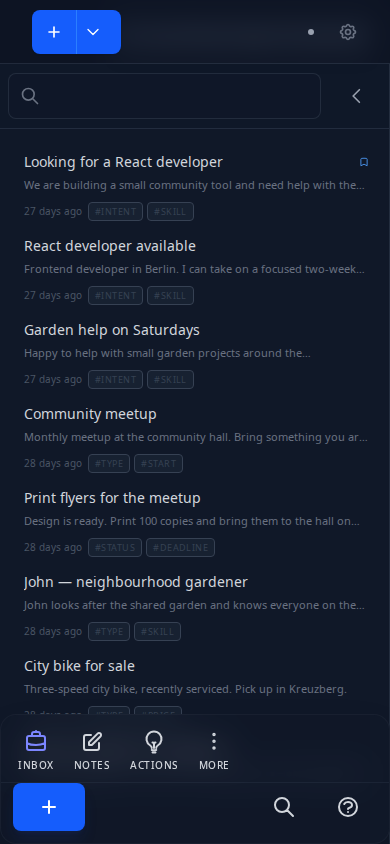 Looking for a React developer
We are building a small community tool and need help with the...
27 days ago #INTENT #SKILL
React developer available
Frontend developer in Berlin. I can take on a focused two-week...
27 days ago #INTENT #SKILL
Garden help on Saturdays
Happy to help with small garden projects around the...
27 days ago #INTENT #SKILL
Community meetup
Monthly meetup at the community hall. Bring something you ar...
28 days ago #TYPE #START
Print flyers for the meetup
Design is ready. Print 100 copies and bring them to the hall on...
28 days ago #STATUS #DEADLINE
John — neighbourhood gardener
John looks after the shared garden and knows everyone on the...
28 days ago #TYPE #SKILL
City bike for sale
Three-speed city bike, recently serviced. Pick up in Kreuzberg.
28 days ago #TYPE
INBOX NOTES ACTIONS MORE